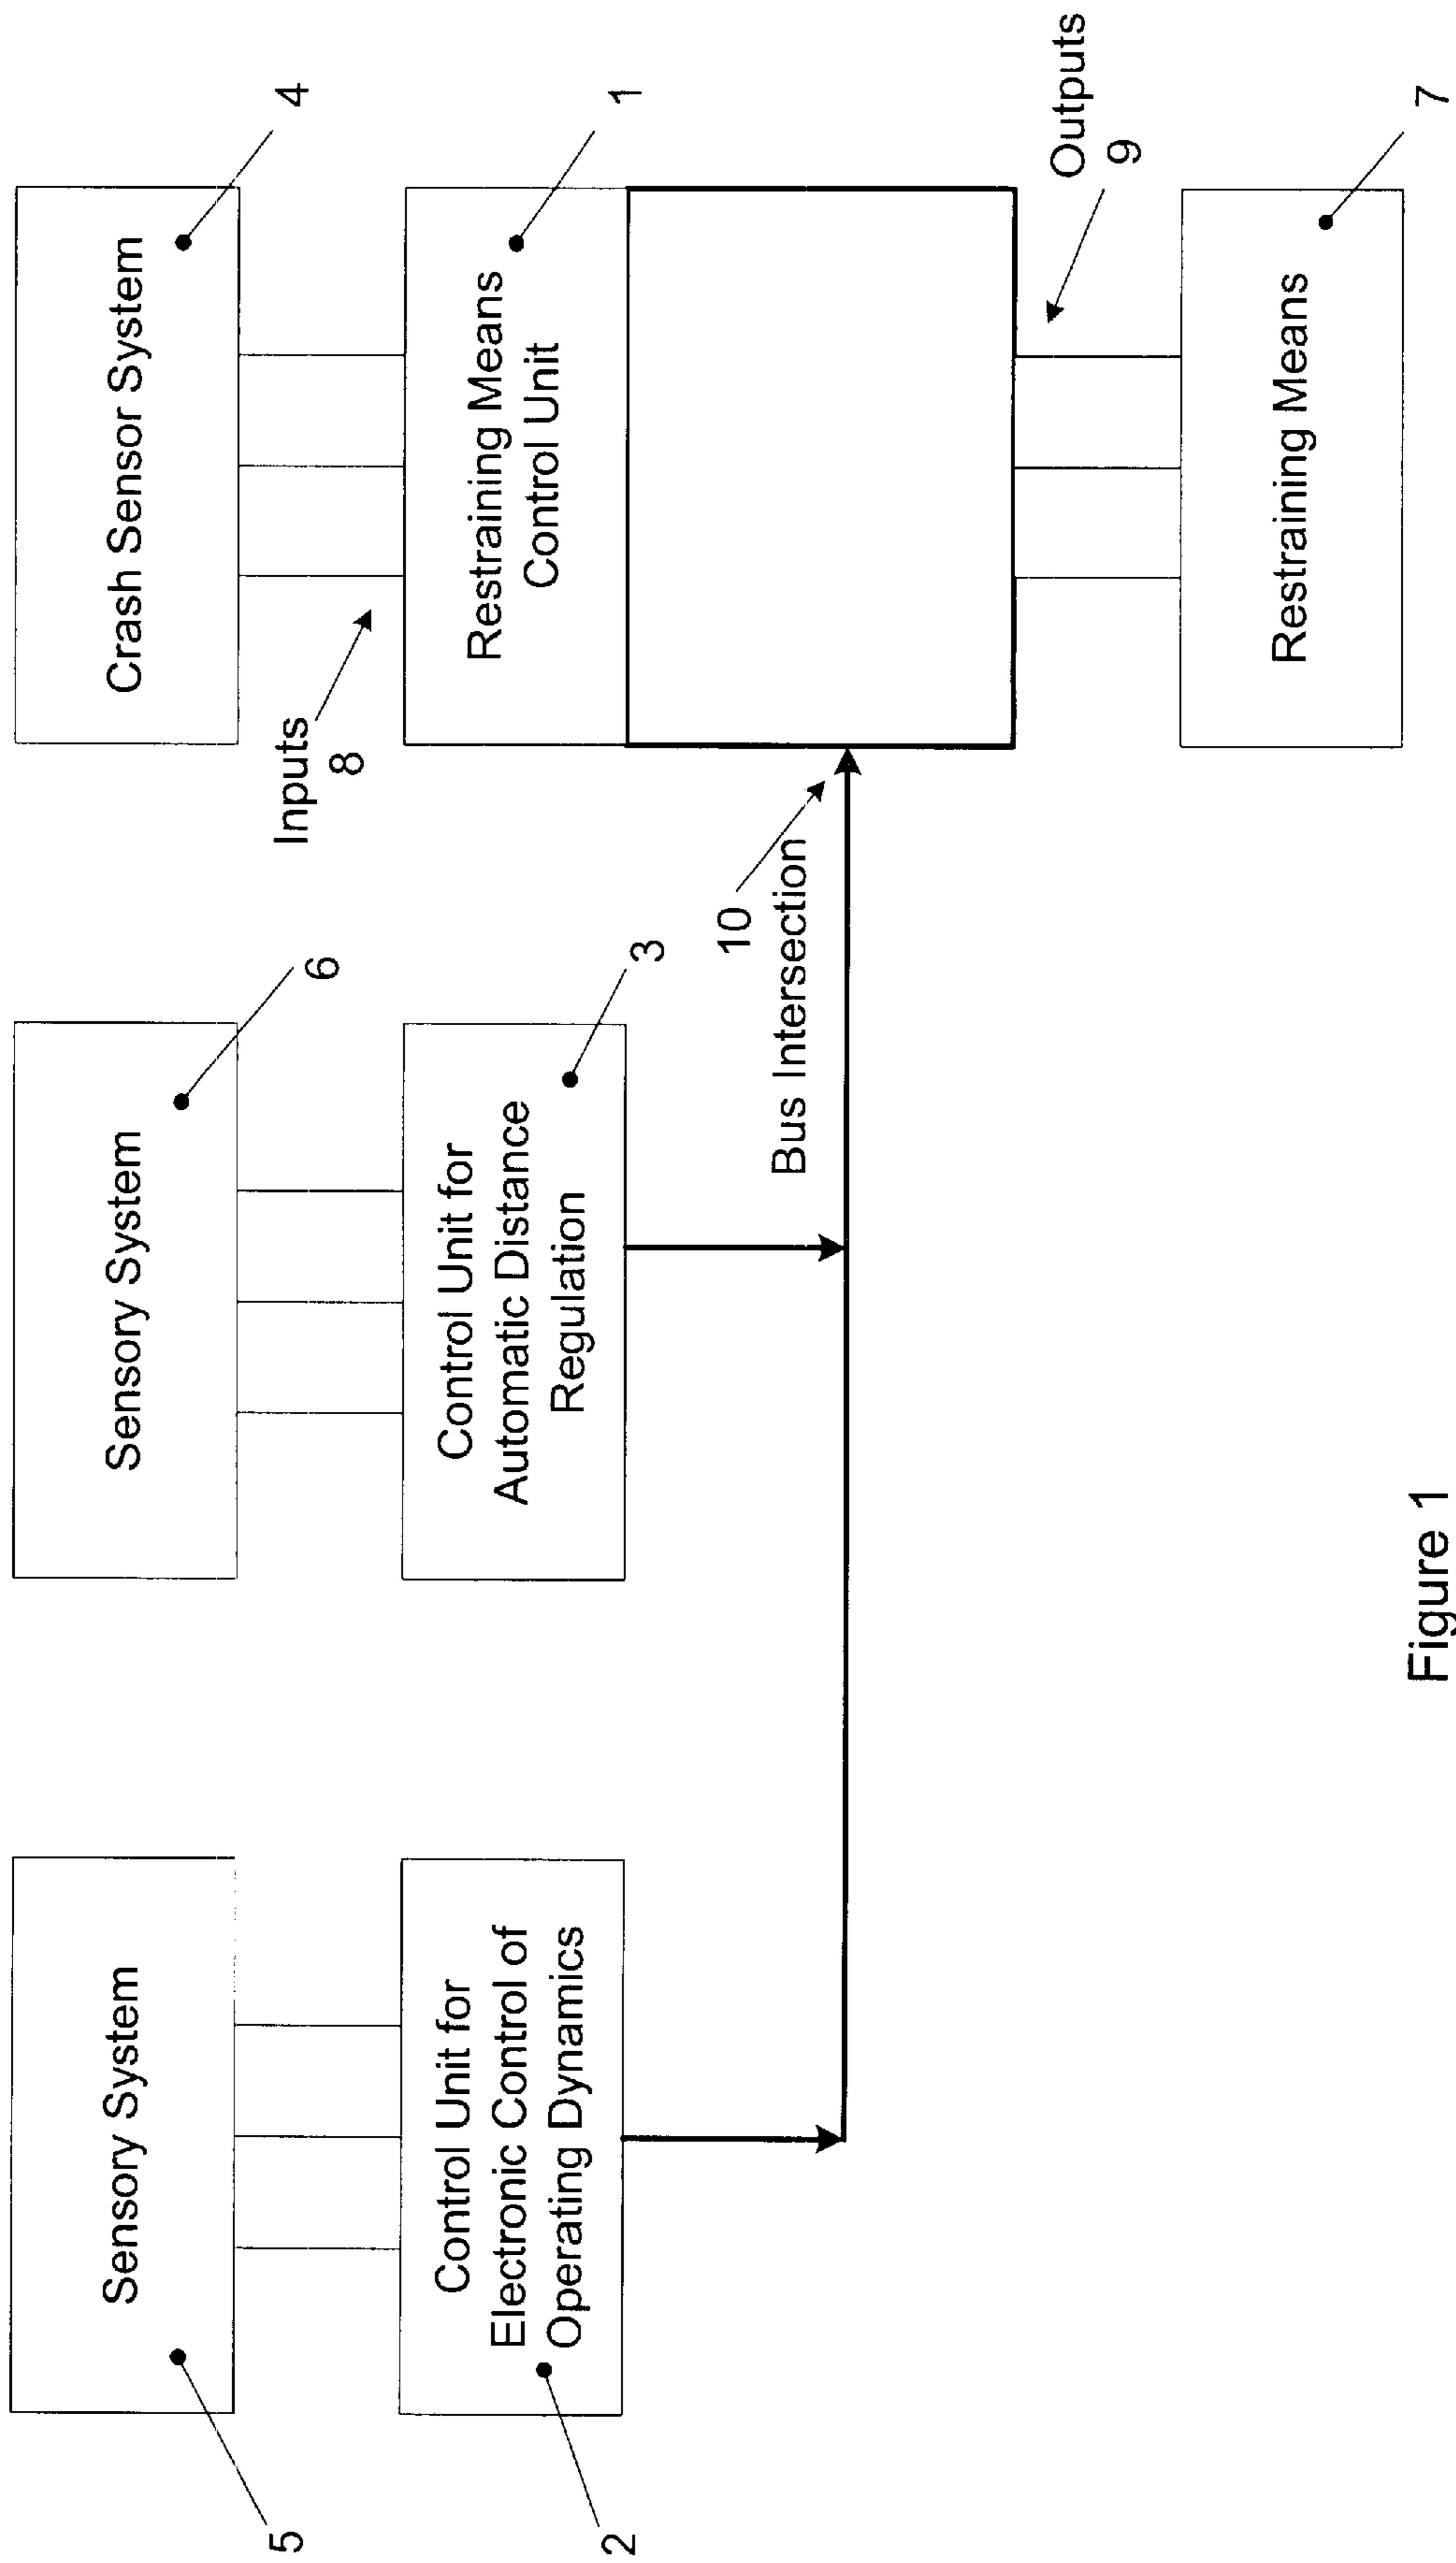 5
Sensory System
6
Sensory System
4
Crash Sensor System
Inputs
8
2
Control Unit for
Electronic Control of
Operating Dynamics
3
Control Unit for
Automatic Distance
Regulation
1
Restraining Means
Control Unit
10
Bus Intersection
Outputs
9
7
Restraining Means
Figure 1